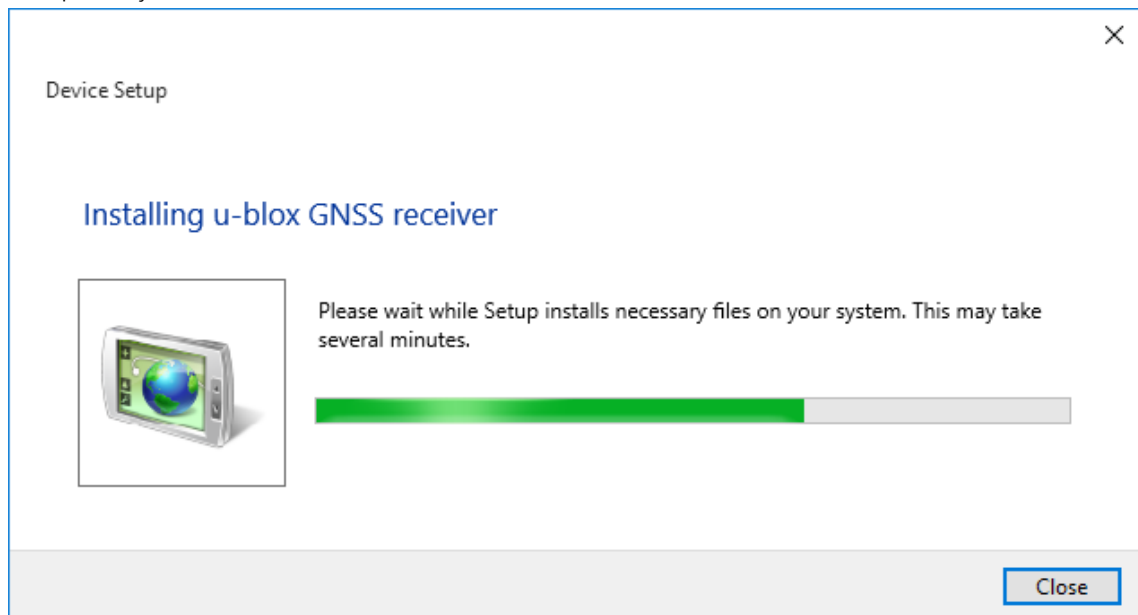 Device Setup
Installing u-blox GNSS receiver
Please wait while Setup installs necessary files on your system. This may take
several minutes.
Close